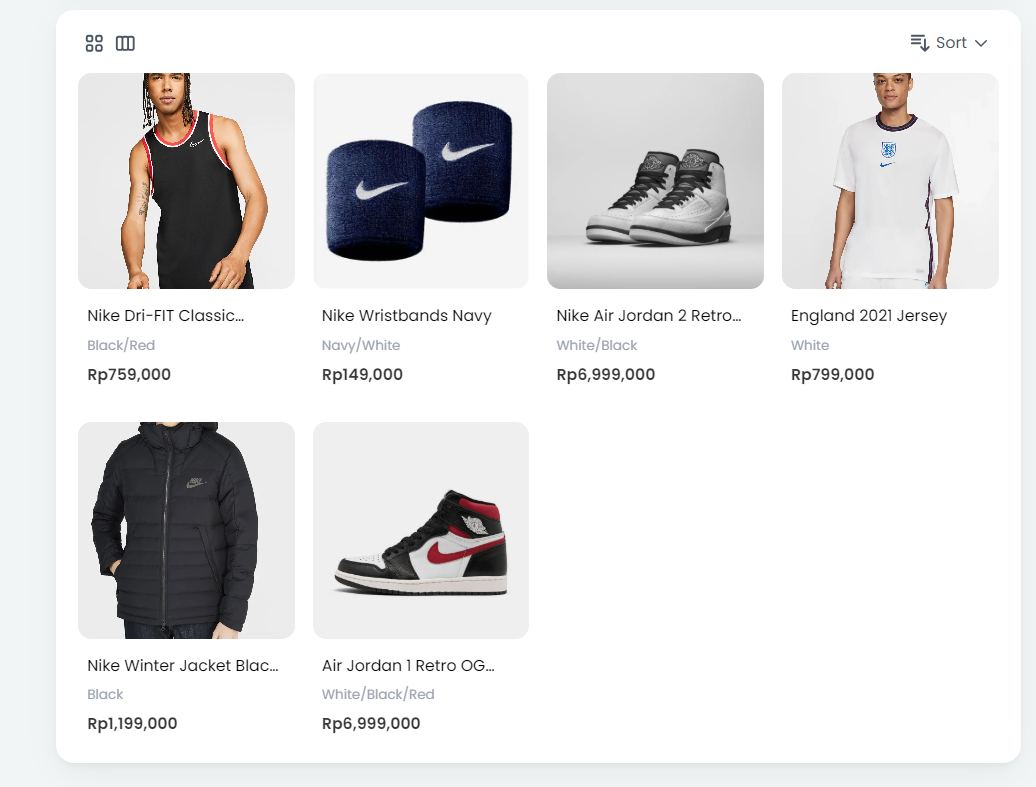 Sort
Nike Dri-FIT Classic...
Black/Red
Rp759,000
Nike Wristbands Navy
Navy/White
Rp149,000
Nike Air Jordan 2 Retro...
White/Black
Rp6,999,000
England 2021 Jersey
White
Rp799,000
Nike Winter Jacket Blac...
Black
Rp1,199,000
Air Jordan 1 Retro OG...
White/Black/Red
Rp6,999,000